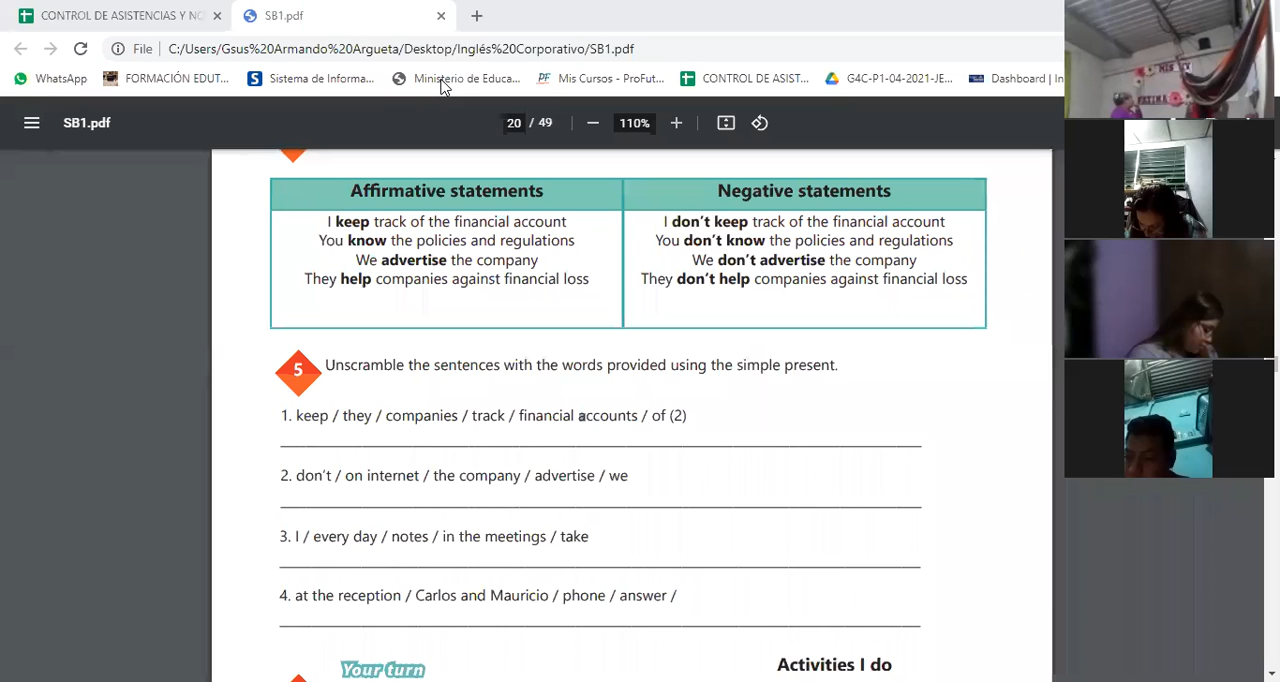 CONTROL DE ASISTENCIAS Y NO
SB1.pdf
File
C:/Users/Gsus%20Armando%20Argueta/Desktop/Inglés%20Corporativo/SB1.pdf
WhatsApp
FORMACIÓN EDUT...
Sistema de Informa...
Ministerio de Educa...
Mis Cursos - ProFut...
CONTROL DE ASIST...
G4C-P1-04-2021-JE...
Dashboard | In
SB1.pdf
20 / 49
110%
Affirmative statements
I keep track of the financial account
You know the policies and regulations
We advertise the company
They help companies against financial loss
Negative statements
I don't keep track of the financial account
You don't know the policies and regulations
We don't advertise the company
They don't help companies against financial loss
5 Unscramble the sentences with the words provided using the simple present.
1. keep / they / companies / track / financial accounts / of (2)
2. don't / on internet / the company / advertise / we
3. I / every day / notes / in the meetings / take
4. at the reception / Carlos and Mauricio / phone / answer /
Your turn
Activities I do
FATIMA